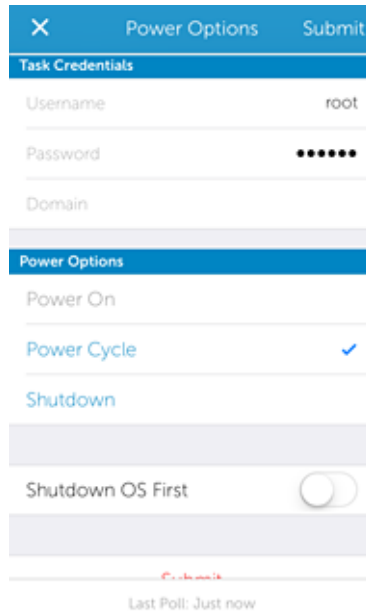 Power Options Submit
Task Credentials
Username root
Password ••••••
Domain
Power Options
Power On
Power Cycle
Shutdown
Shutdown OS First
Submit
Last Poll: Just now